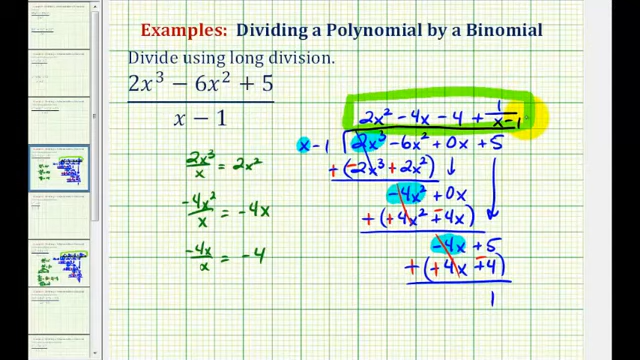 Examples: Dividing a Polynomial by a Binomial
Divide using long division.
2x³ − 6x² + 5
x − 1
2x² − 4x − 4 + 1/(x−1)
x − 1 2x³ − 6x² + 0x + 5
+ (−2x³ + 2x²)
−4x² + 0x
+ (+4x² − 4x)
−4x + 5
+ (+4x − 4)
1
2x³/x = 2x²
−4x²/x = −4x
−4x/x = −4